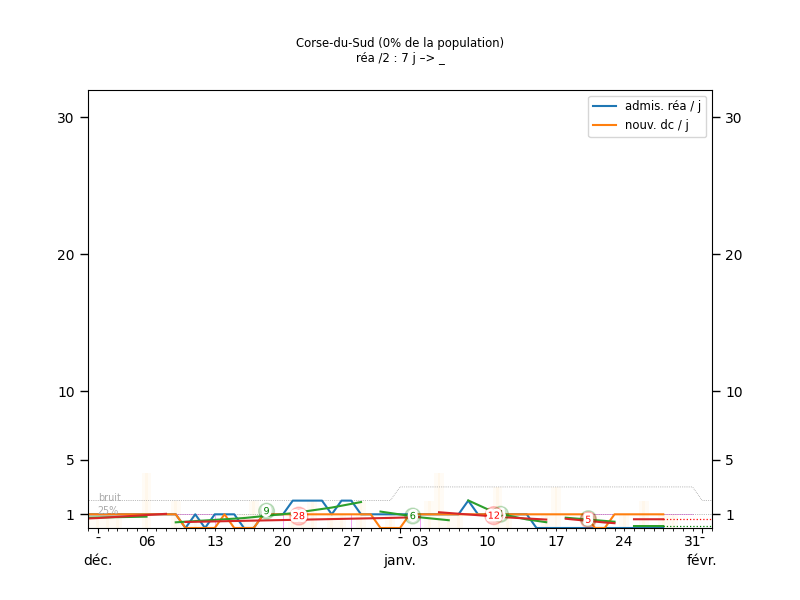 Corse-du-Sud (0% de la population)
réa /2 : 7 j –> _
admis. réa / j
nouv. dc / j
30 30
20 20
10 10
5 5
1 1
bruit
25%
9
28
6
12
5
- 06 13 20 27 - 03 10 17 24 31-
déc. janv. févr.